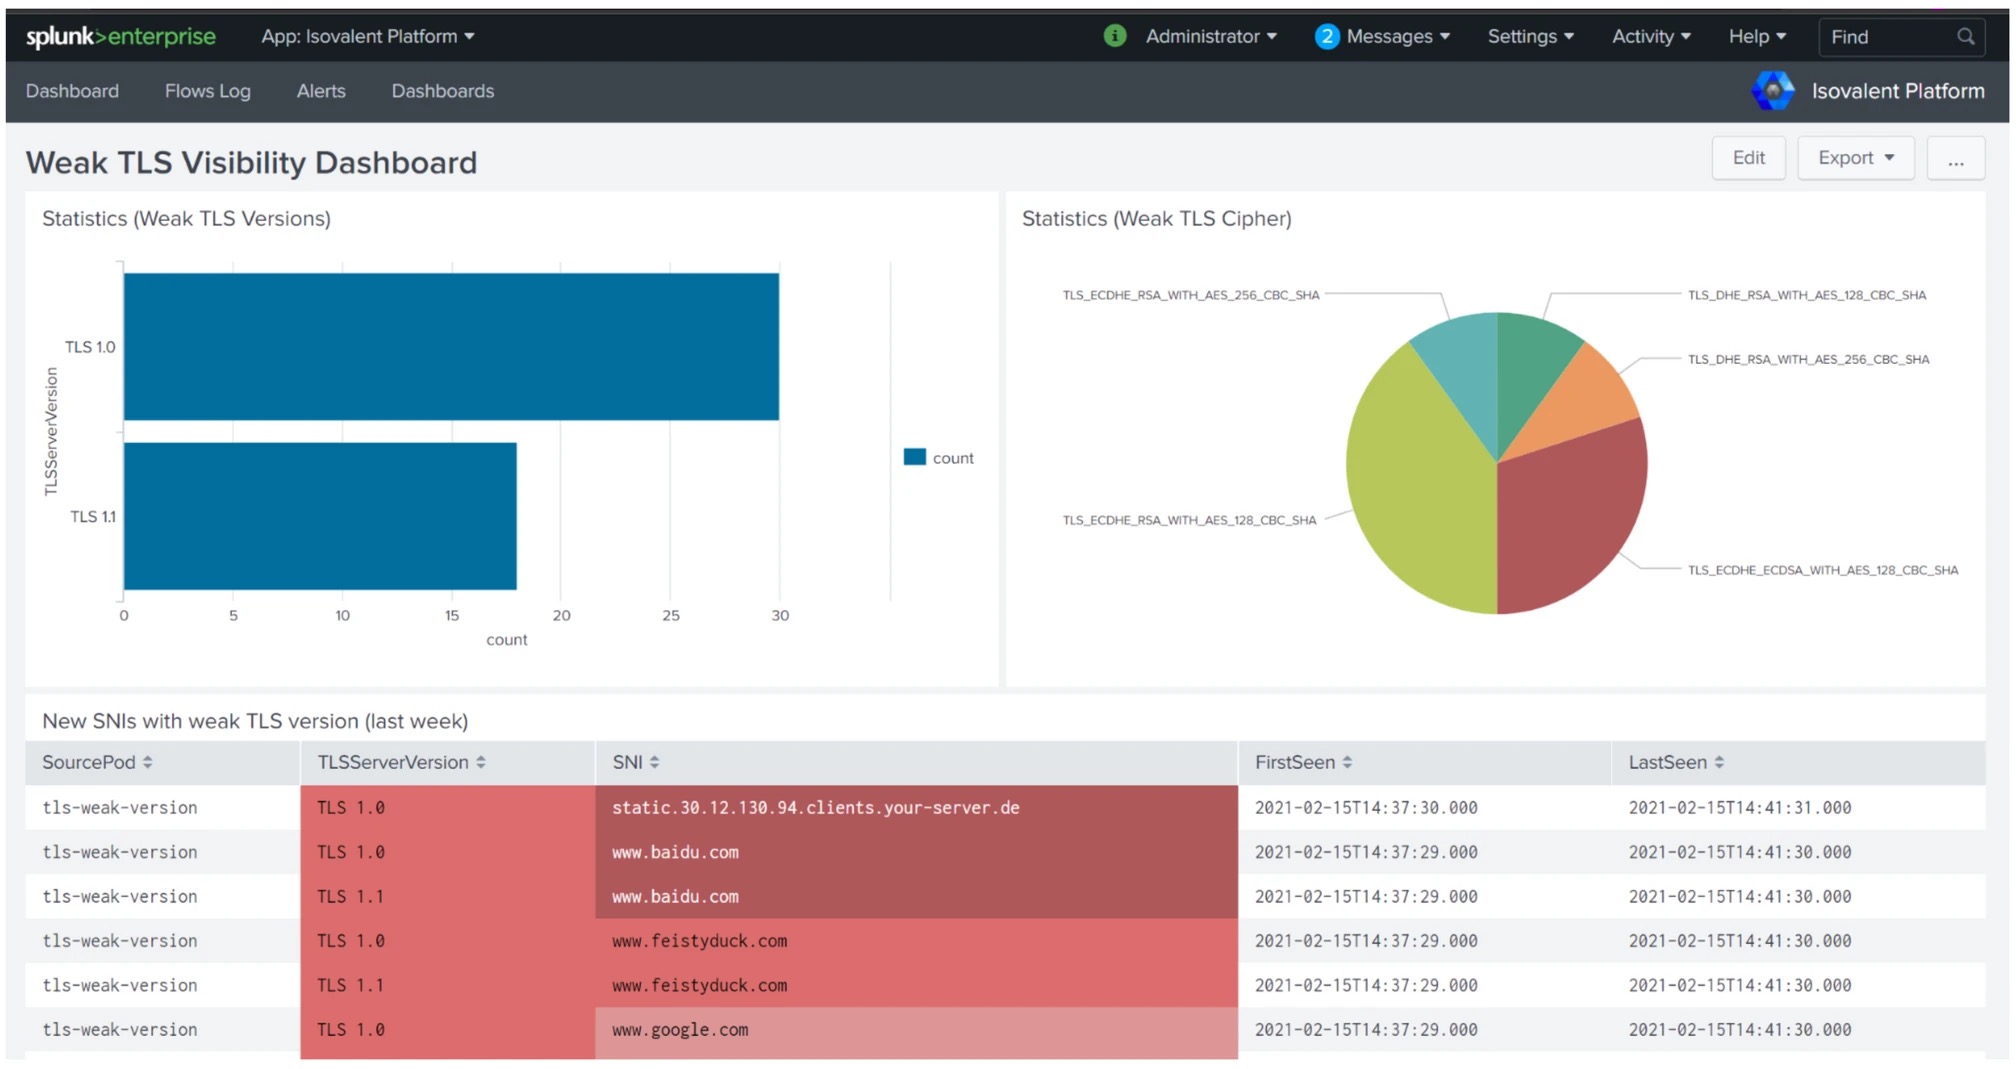 splunk>enterprise App: Isovalent Platform i Administrator 2 Messages Settings Activity Help Find
Dashboard Flows Log Alerts Dashboards Isovalent Platform
Weak TLS Visibility Dashboard Edit Export ...
Statistics (Weak TLS Versions)
TLSServerVersion
TLS 1.0
TLS 1.1
0 5 10 15 20 25 30
count
count
Statistics (Weak TLS Cipher)
TLS_ECDHE_RSA_WITH_AES_256_CBC_SHA
TLS_DHE_RSA_WITH_AES_128_CBC_SHA
TLS_DHE_RSA_WITH_AES_256_CBC_SHA
TLS_ECDHE_RSA_WITH_AES_128_CBC_SHA
TLS_ECDHE_ECDSA_WITH_AES_128_CBC_SHA
New SNIs with weak TLS version (last week)
SourcePod TLSServerVersion SNI FirstSeen LastSeen
tls-weak-version TLS 1.0 static.30.12.130.94.clients.your-server.de 2021-02-15T14:37:30.000 2021-02-15T14:41:31.000
tls-weak-version TLS 1.0 www.baidu.com 2021-02-15T14:37:29.000 2021-02-15T14:41:30.000
tls-weak-version TLS 1.1 www.baidu.com 2021-02-15T14:37:29.000 2021-02-15T14:41:30.000
tls-weak-version TLS 1.0 www.feistyduck.com 2021-02-15T14:37:29.000 2021-02-15T14:41:30.000
tls-weak-version TLS 1.1 www.feistyduck.com 2021-02-15T14:37:29.000 2021-02-15T14:41:30.000
tls-weak-version TLS 1.0 www.google.com 2021-02-15T14:37:29.000 2021-02-15T14:41:30.000